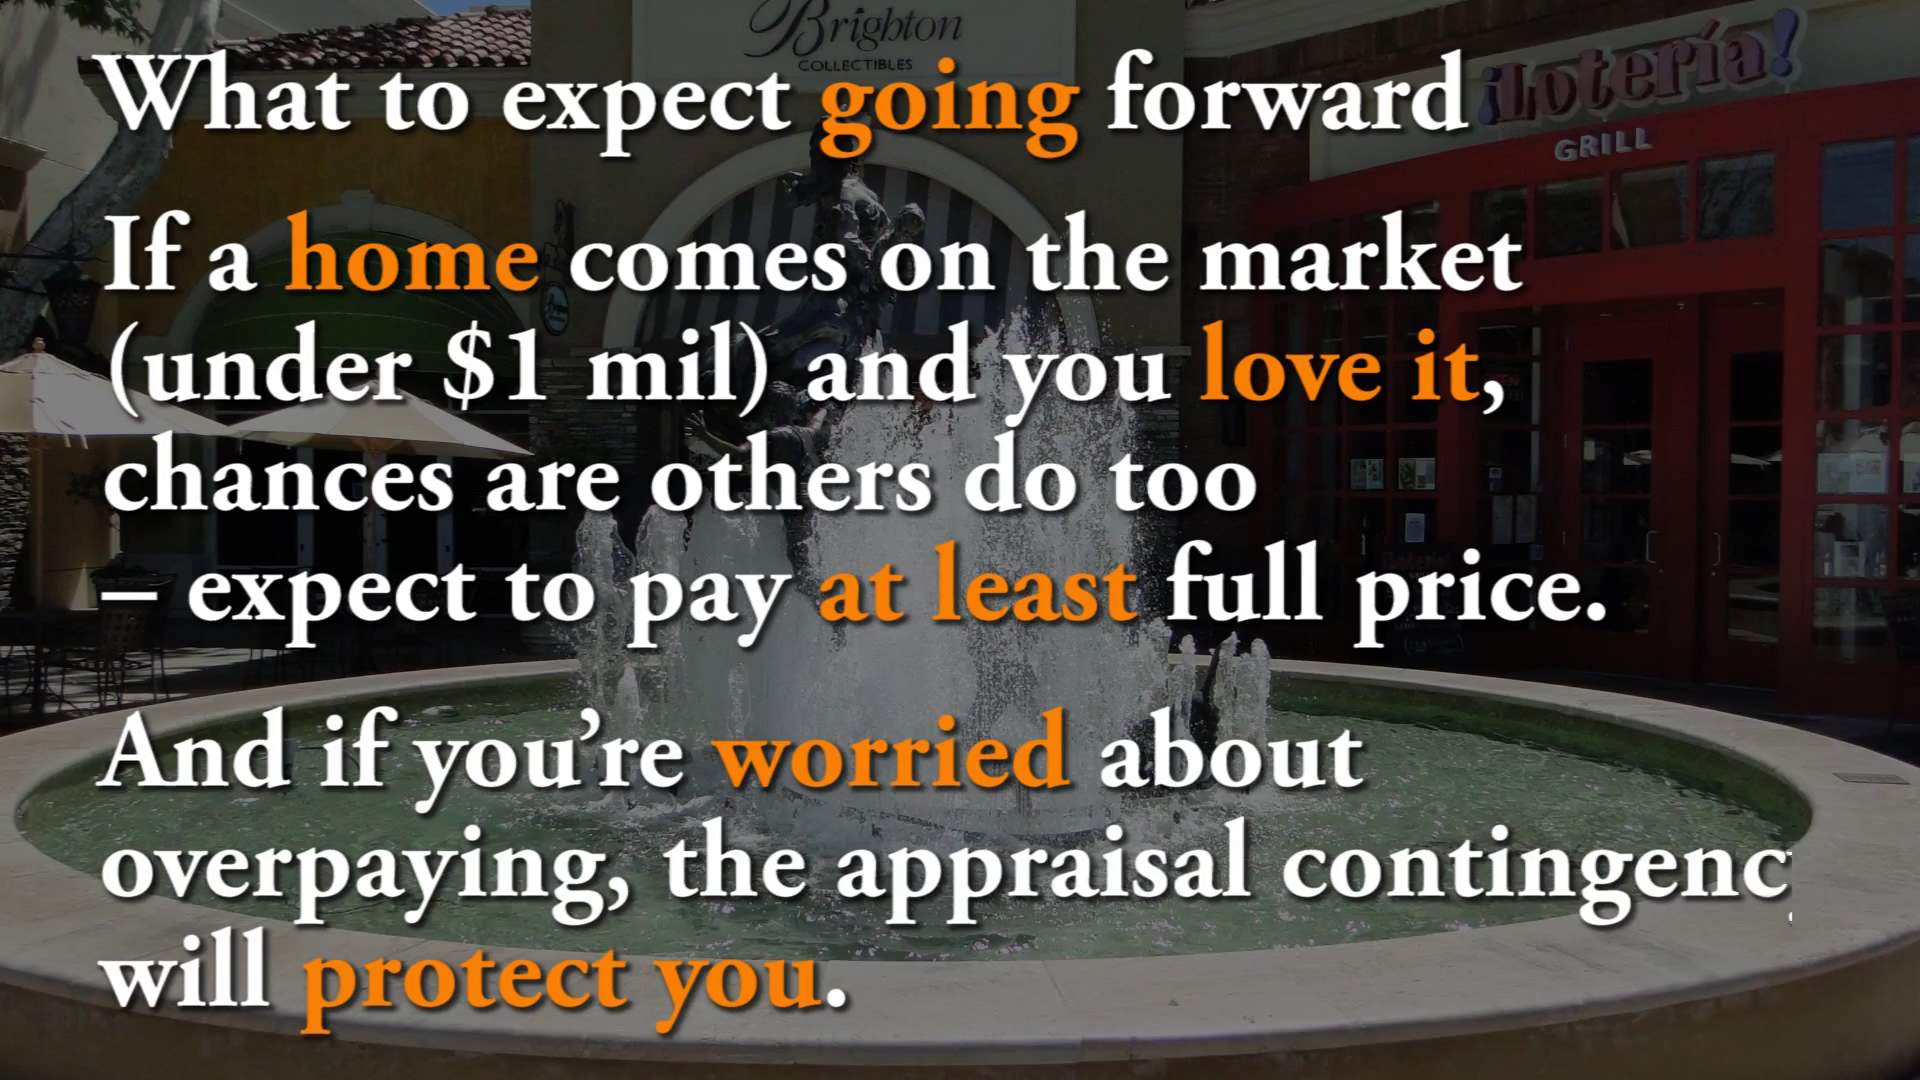 Brighton
COLLECTIBLES
What to expect going forward
¡Lotería!
GRILL
If a home comes on the market
(under $1 mil) and you love it,
chances are others do too
– expect to pay at least full price.
And if you’re worried about
overpaying, the appraisal contingenc
will protect you.